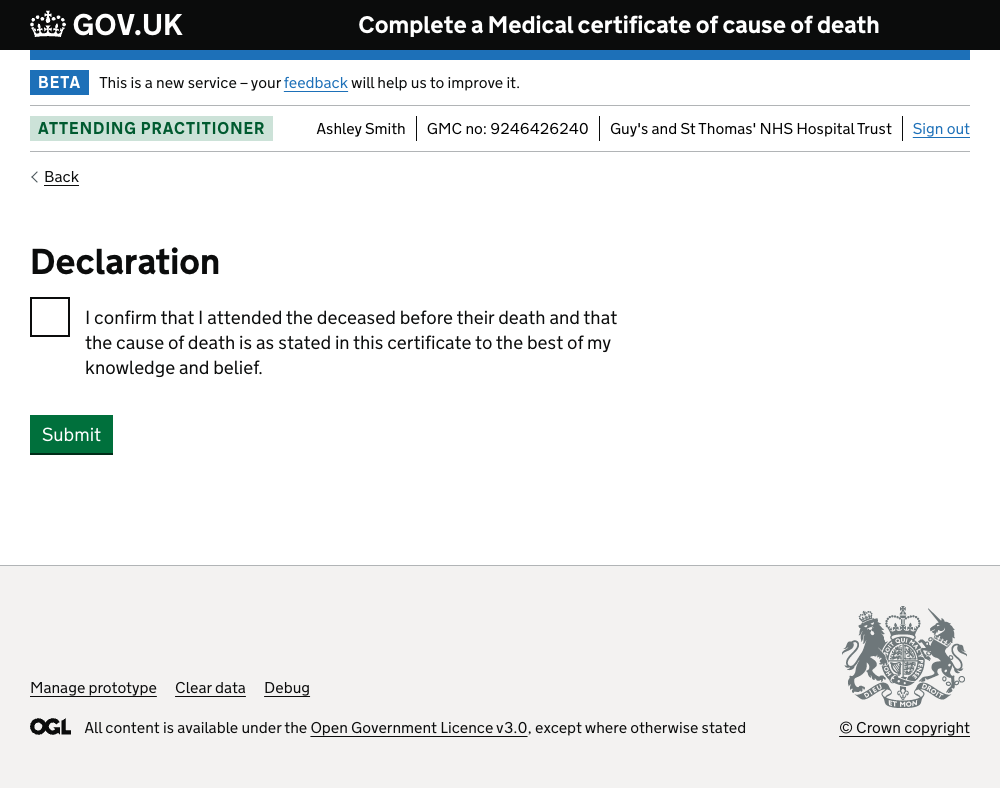 GOV.UK Complete a Medical certificate of cause of death
BETA This is a new service – your feedback will help us to improve it.
ATTENDING PRACTITIONER Ashley Smith GMC no: 9246426240 Guy's and St Thomas' NHS Hospital Trust Sign out
Back
Declaration
I confirm that I attended the deceased before their death and that
the cause of death is as stated in this certificate to the best of my
knowledge and belief.
Submit
Manage prototype Clear data Debug
OGL All content is available under the Open Government Licence v3.0, except where otherwise stated
DIEU ET MON DROIT
© Crown copyright